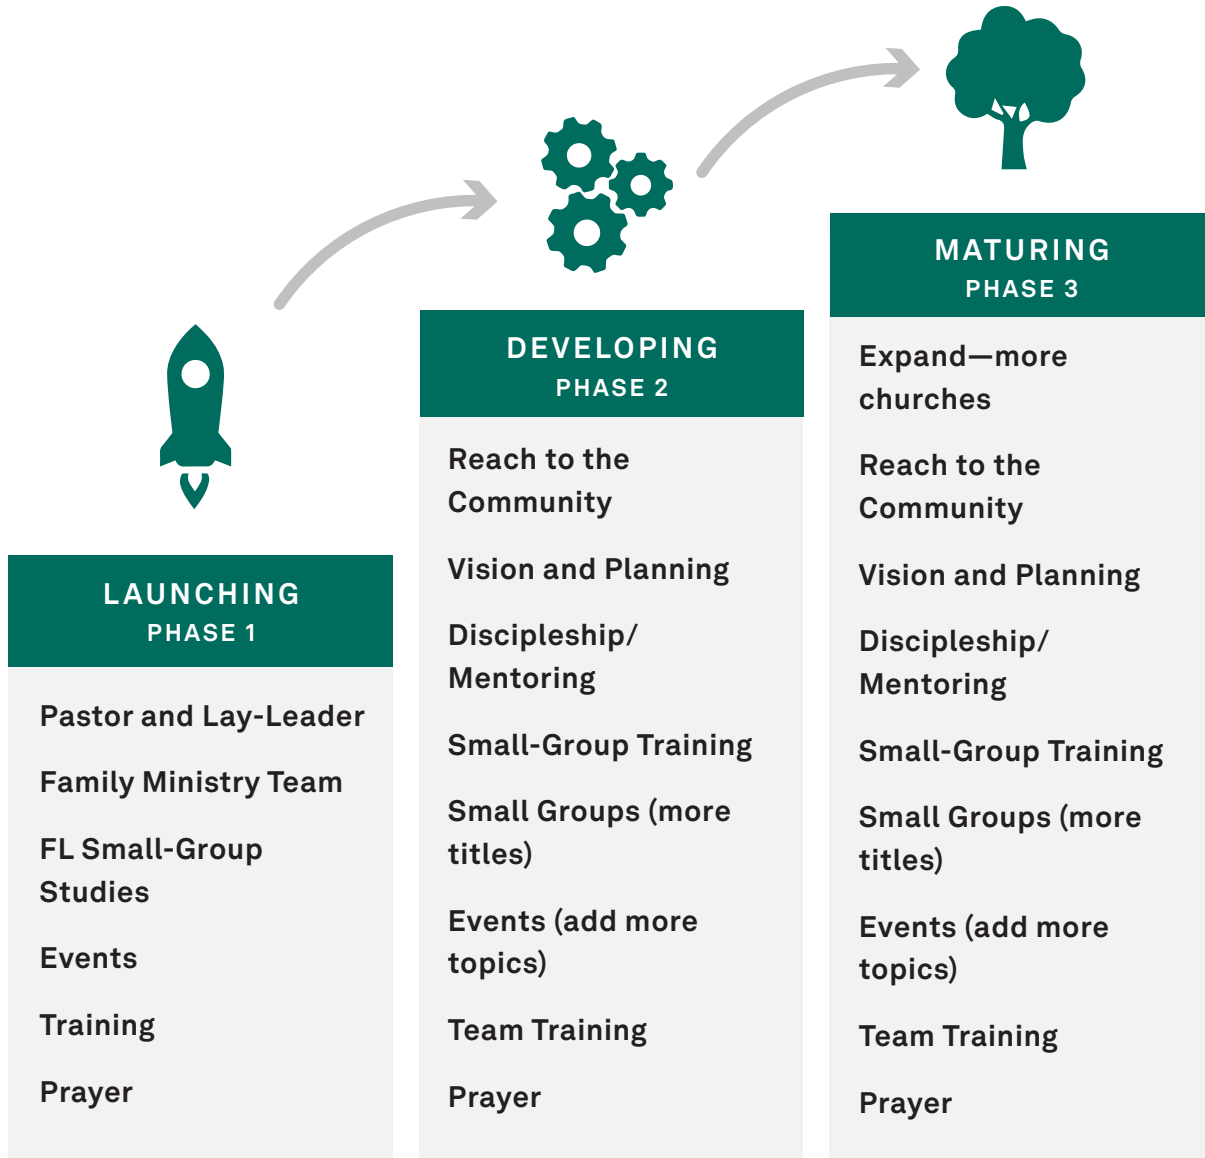 LAUNCHING
PHASE 1
Pastor and Lay-Leader
Family Ministry Team
FL Small-Group
Studies
Events
Training
Prayer
DEVELOPING
PHASE 2
Reach to the
Community
Vision and Planning
Discipleship/
Mentoring
Small-Group Training
Small Groups (more
titles)
Events (add more
topics)
Team Training
Prayer
MATURING
PHASE 3
Expand—more
churches
Reach to the
Community
Vision and Planning
Discipleship/
Mentoring
Small-Group Training
Small Groups (more
titles)
Events (add more
topics)
Team Training
Prayer